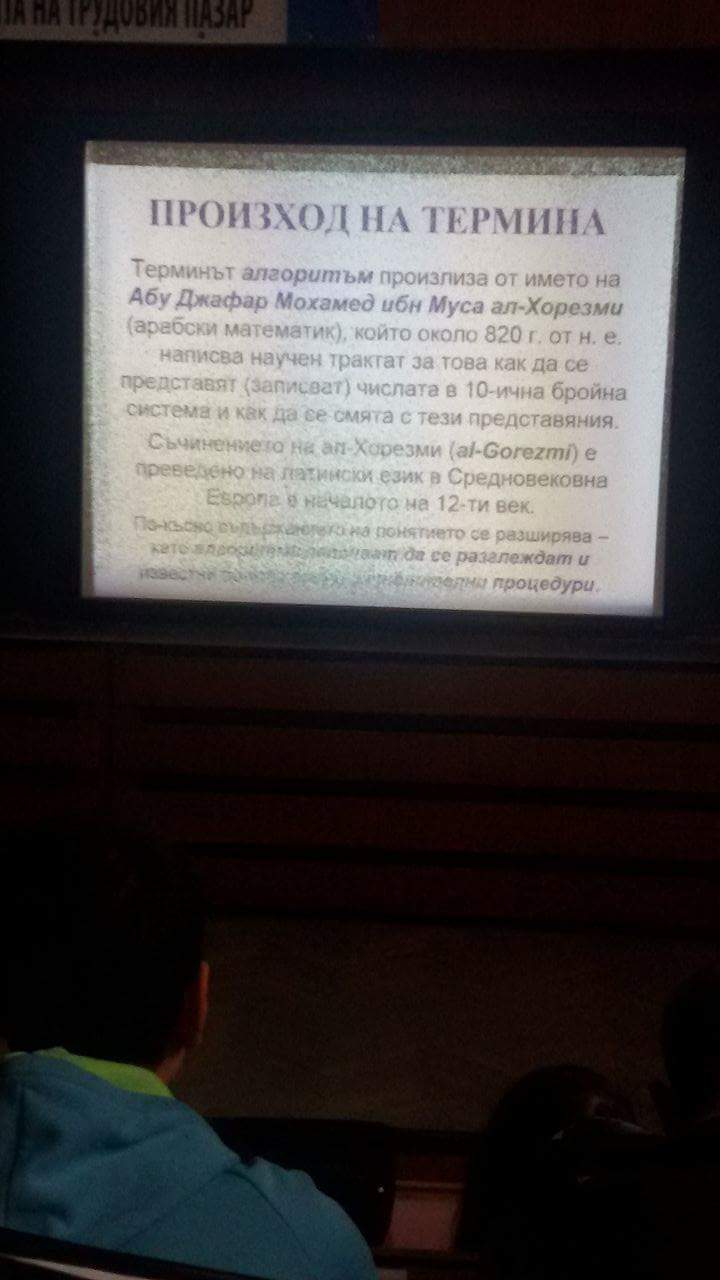 ТА НА ТРУДОВИЯ ПАЗАР
ПРОИЗХОД НА ТЕРМИНА
Терминът алгоритъм произлиза от името на
Абу Джафар Мохамед ибн Муса ал-Хорезми
(арабски математик), който около 820 г. от н. е.
написва научен трактат за това как да се
представят (записват) числата в 10-ична бройна
система и как да се смята с тези представяния.
Съчинението на ал-Хорезми (al-Gorezmi) е
преведено на латински език в Средновековна
Европа в началото на 12-ти век.
По-късно съдържанието на понятието се разширява –
като алгоритми започват да се разглеждат и
известни процедури.